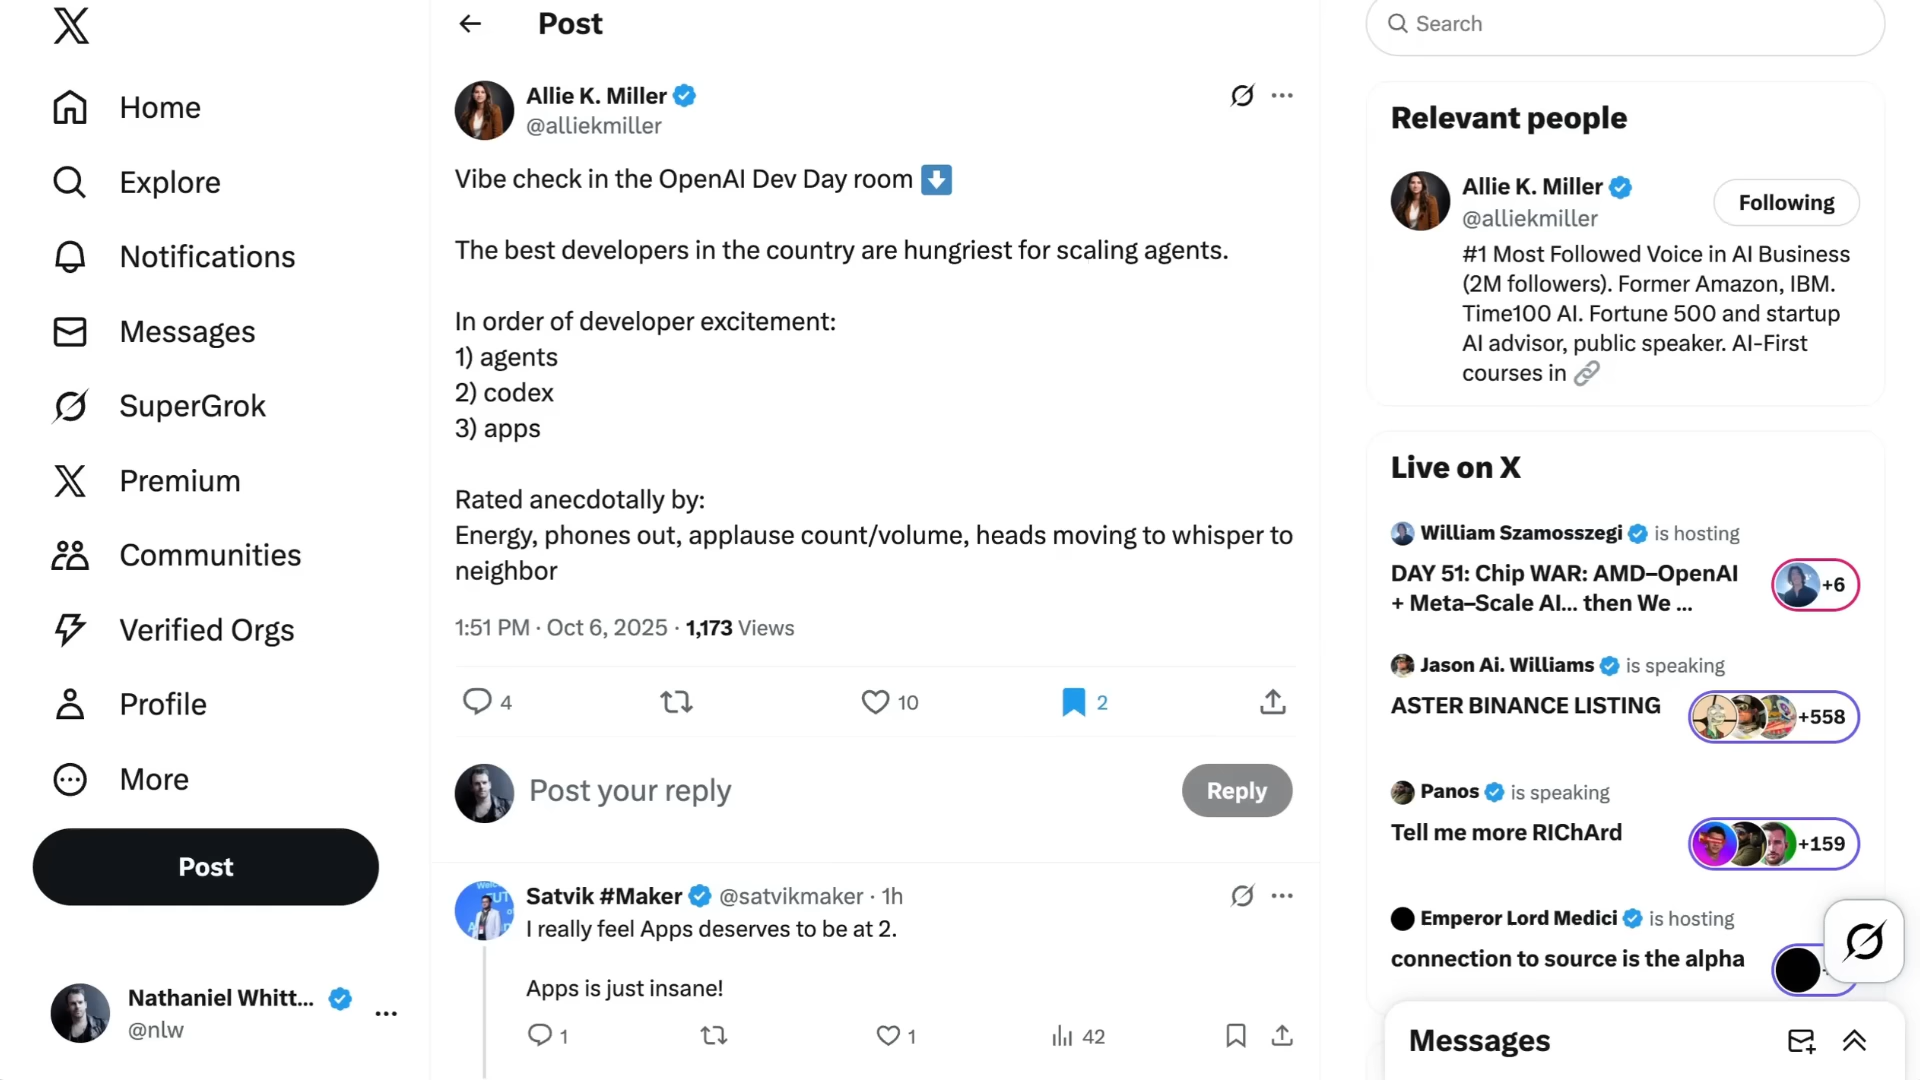 Home
Explore
Notifications
Messages
SuperGrok
Premium
Communities
Verified Orgs
Profile
More
Post
Nathaniel Whitt...
@nlw
Post
Allie K. Miller
@alliekmiller
Vibe check in the OpenAI Dev Day room
The best developers in the country are hungriest for scaling agents.
In order of developer excitement:
1) agents
2) codex
3) apps
Rated anecdotally by:
Energy, phones out, applause count/volume, heads moving to whisper to
neighbor
1:51 PM · Oct 6, 2025 · 1,173 Views
4 10 2
Post your reply
Reply
Satvik #Maker @satvikmaker · 1h
I really feel Apps deserves to be at 2.
Apps is just insane!
1 1 42
Search
Relevant people
Allie K. Miller
@alliekmiller
Following
#1 Most Followed Voice in AI Business
(2M followers). Former Amazon, IBM.
Time100 AI. Fortune 500 and startup
AI advisor, public speaker. AI-First
courses in
Live on X
William Szamosszegi is hosting
DAY 51: Chip WAR: AMD–OpenAI
+ Meta–Scale AI... then We ...
+6
Jason Ai. Williams is speaking
ASTER BINANCE LISTING
+558
Panos is speaking
Tell me more RIChArd
+159
Emperor Lord Medici is hosting
connection to source is the alpha
Messages